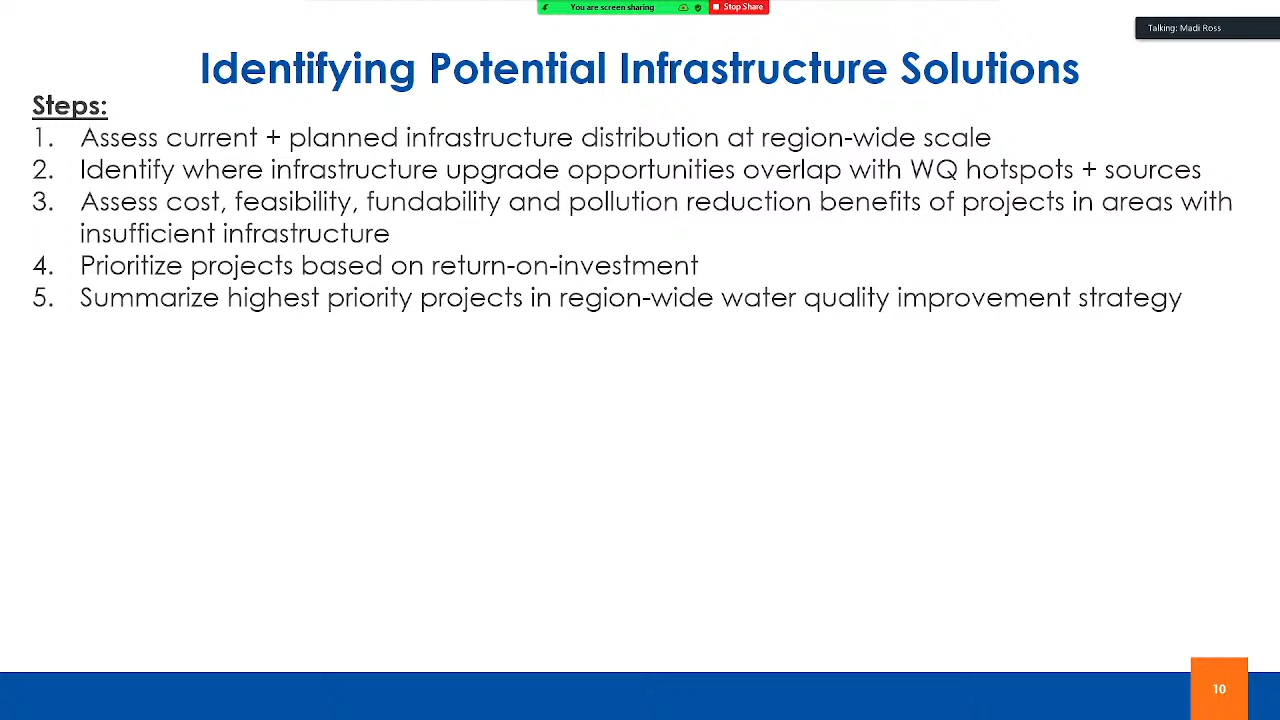 You are screen sharing
Stop Share
Talking: Madi Ross
Identifying Potential Infrastructure Solutions
Steps:
1. Assess current + planned infrastructure distribution at region-wide scale
2. Identify where infrastructure upgrade opportunities overlap with WQ hotspots + sources
3. Assess cost, feasibility, fundability and pollution reduction benefits of projects in areas with
insufficient infrastructure
4. Prioritize projects based on return-on-investment
5. Summarize highest priority projects in region-wide water quality improvement strategy
10